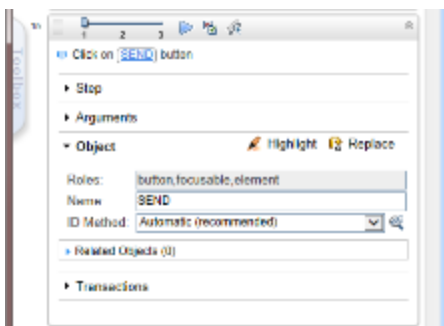 1 2 3
Click on [SEND] button
Toolbox
Step
Arguments
Object Highlight Replace
Roles: button,focusable,element
Name SEND
ID Method: Automatic (recommended)
Related Objects (0)
Transactions